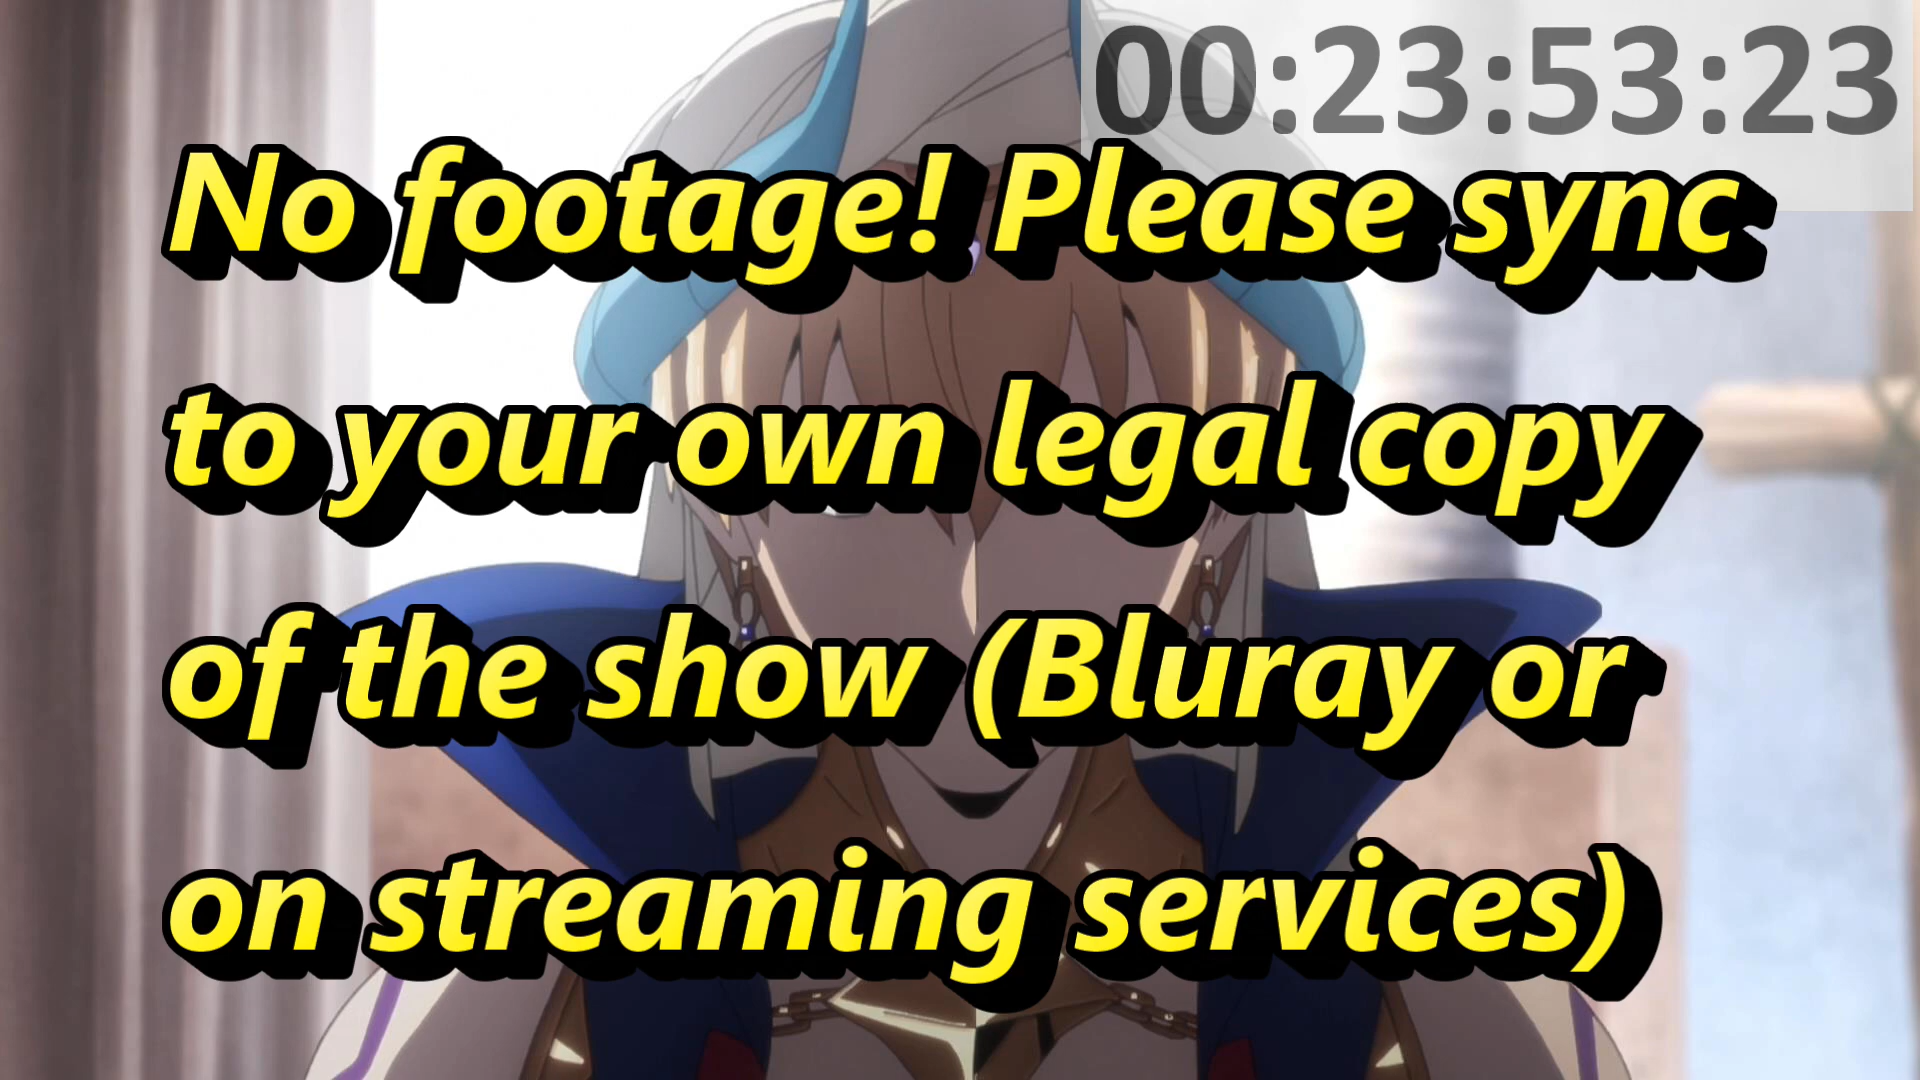 00:23:53:23
No footage! Please sync
to your own legal copy
of the show (Bluray or
on streaming services)